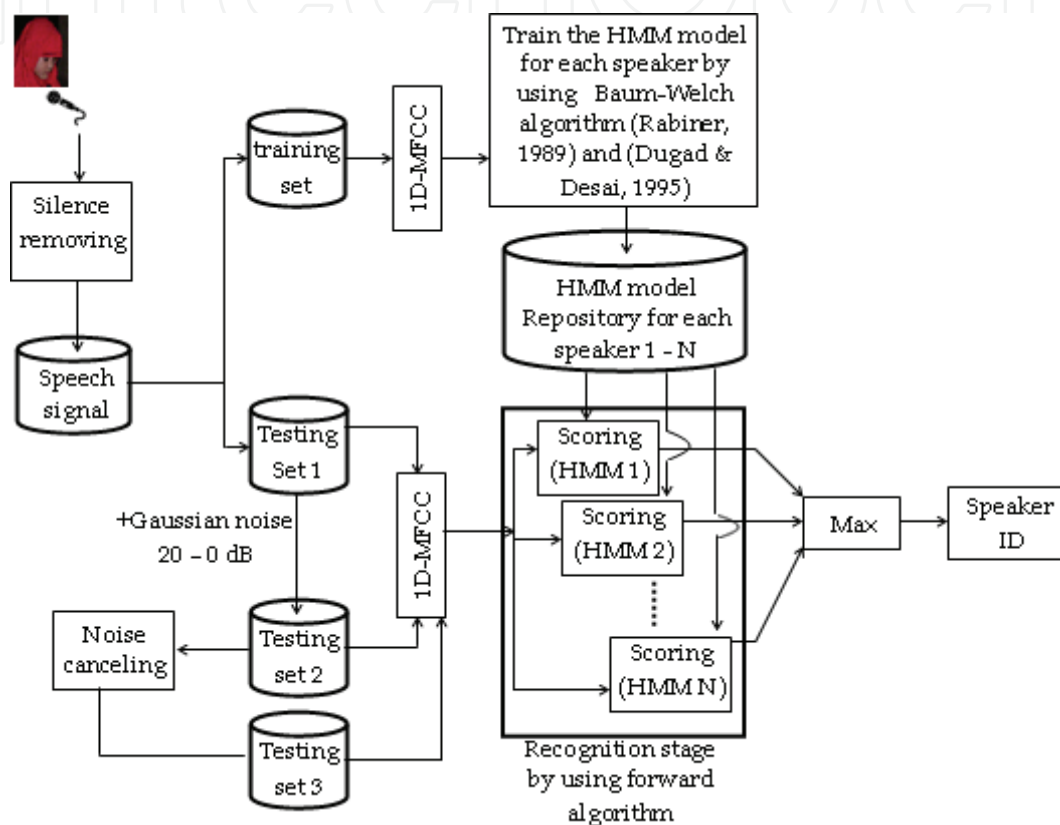 Train the HMM model
for each speaker by
using Baum-Welch
algorithm (Rabiner,
1989) and (Dugad &
Desai, 1995)
training
set
1D-MFCC
Silence
removing
HMM model
Repository for each
speaker 1 - N
Speech
signal
Testing
Set 1
+Gaussian noise
20 – 0 dB
1D-MFCC
Scoring
(HMM 1)
Scoring
(HMM 2)
Scoring
(HMM N)
Max
Speaker
ID
Noise
canceling
Testing
set 2
Testing
set 3
Recognition stage
by using forward
algorithm